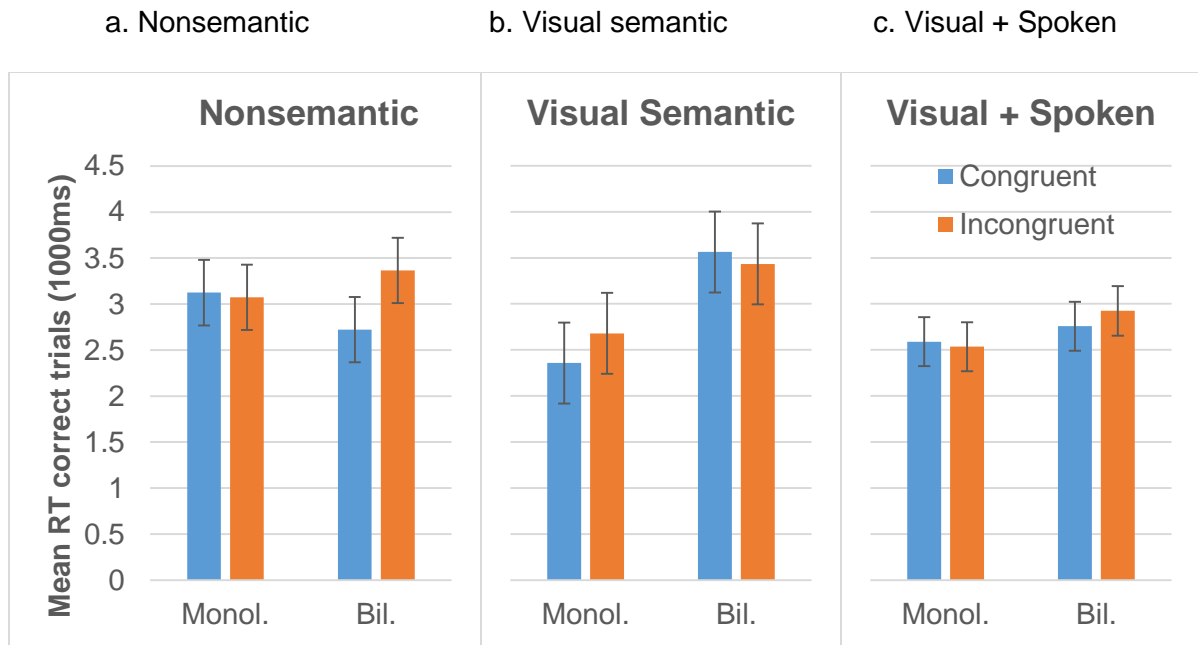 a. Nonsemantic
b. Visual semantic
c. Visual + Spoken
Nonsemantic
Visual Semantic
Visual + Spoken
Mean RT correct trials (1000ms)
4.5
4
3.5
3
2.5
2
1.5
1
0.5
0
Congruent
Incongruent
Monol.
Bil.
Monol.
Bil.
Monol.
Bil.